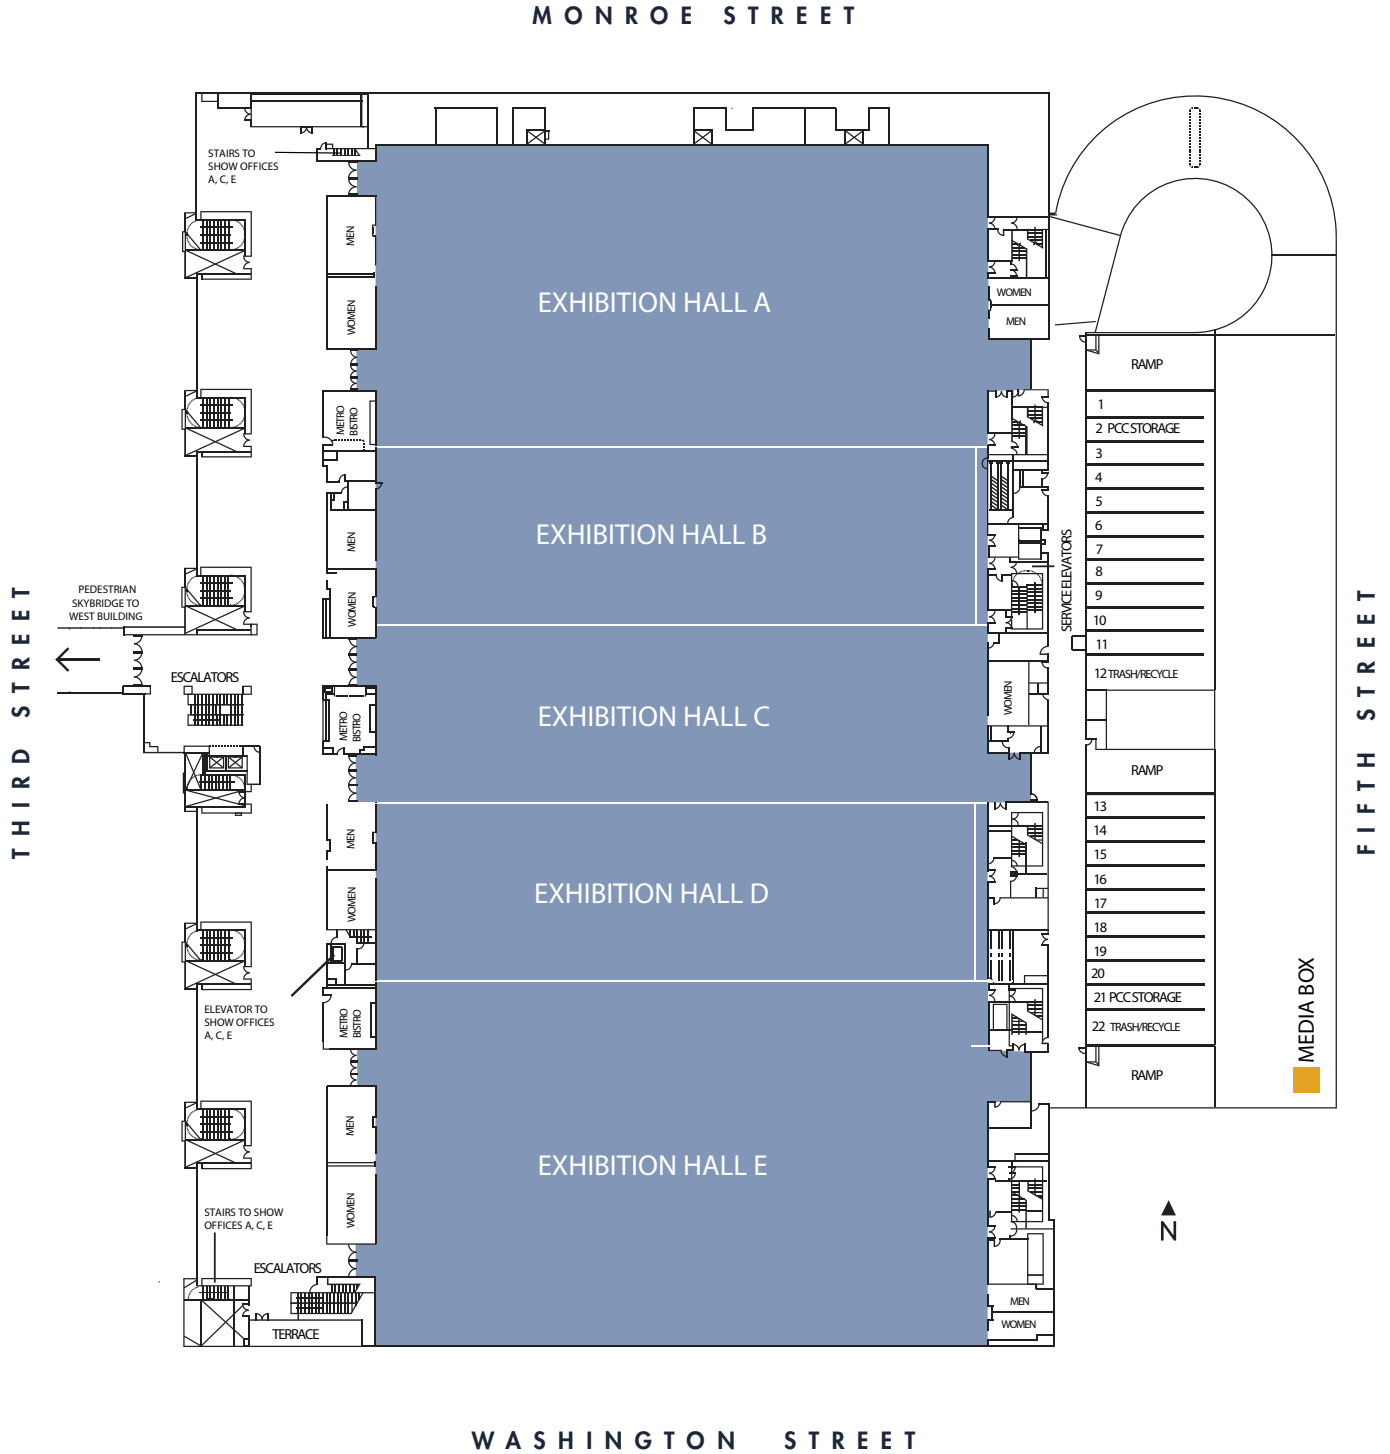 MONROE STREET
STAIRS TO
SHOW OFFICES
A, C, E
MEN
WOMEN
EXHIBITION HALL A
WOMEN
MEN
RAMP
METRO
BISTRO
1
2 PCC STORAGE
3
4
5
6
7
8
9
10
11
12 TRASH/RECYCLE
EXHIBITION HALL B
MEN
WOMEN
SERVICE ELEVATORS
THIRD STREET
FIFTH STREET
PEDESTRIAN
SKYBRIDGE TO
WEST BUILDING
ESCALATORS
METRO
BISTRO
EXHIBITION HALL C
WOMEN
RAMP
13
14
15
16
17
18
19
20
21 PCC STORAGE
22 TRASH/RECYCLE
MEN
WOMEN
EXHIBITION HALL D
ELEVATOR TO
SHOW OFFICES
A, C, E
METRO
BISTRO
RAMP
MEDIA BOX
MEN
WOMEN
EXHIBITION HALL E
STAIRS TO SHOW
OFFICES A, C, E
N
ESCALATORS
TERRACE
MEN
WOMEN
WASHINGTON STREET